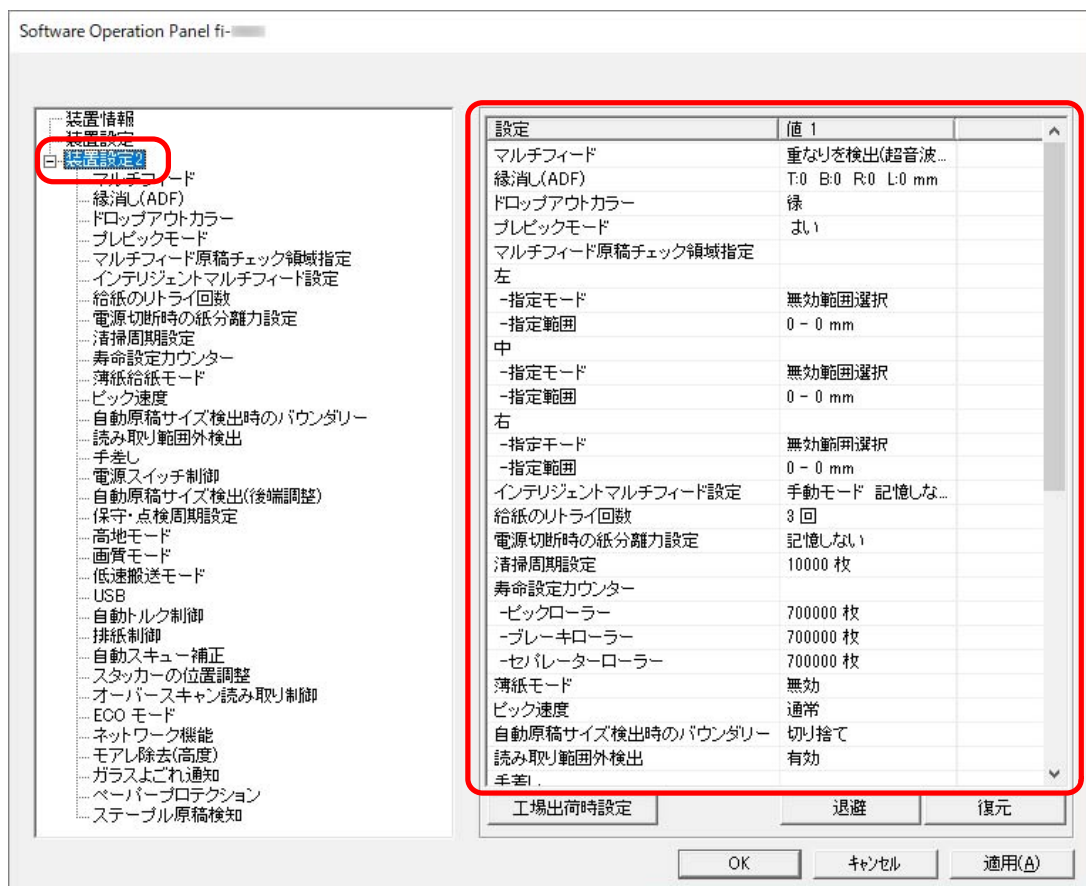 Software Operation Panel fi-
装置情報
装置設定
装置設定2
マルチフィード
縁消し(ADF)
ドロップアウトカラー
プレピックモード
マルチフィード原稿チェック領域指定
インテリジェントマルチフィード設定
給紙のリトライ回数
電源切断時の紙分離力設定
清掃周期設定
寿命設定カウンター
薄紙給紙モード
ピック速度
自動原稿サイズ検出時のバウンダリー
読み取り範囲外検出
手差し
電源スイッチ制御
自動原稿サイズ検出(後端調整)
保守・点検周期設定
高地モード
画質モード
低速搬送モード
USB
自動トルク制御
排紙制御
自動スキュー補正
スタッカーの位置調整
オーバースキャン読み取り制御
ECO モード
ネットワーク機能
モアレ除去(高度)
ガラスよごれ通知
ペーパープロテクション
ステープル原稿検知
設定 値 1
マルチフィード 重なりを検出(超音波...
縁消し(ADF) T:0 B:0 R:0 L:0 mm
ドロップアウトカラー 緑
プレピックモード はい
マルチフィード原稿チェック領域指定
左
-指定モード 無効範囲選択
-指定範囲 0 - 0 mm
中
-指定モード 無効範囲選択
-指定範囲 0 - 0 mm
右
-指定モード 無効範囲選択
-指定範囲 0 - 0 mm
インテリジェントマルチフィード設定 手動モード 記憶しな...
給紙のリトライ回数 3 回
電源切断時の紙分離力設定 記憶しない
清掃周期設定 10000 枚
寿命設定カウンター
-ピックローラー 700000 枚
-ブレーキローラー 700000 枚
-セパレーターローラー 700000 枚
薄紙モード 無効
ピック速度 通常
自動原稿サイズ検出時のバウンダリー 切り捨て
読み取り範囲外検出 有効
手差し
工場出荷時設定 退避 復元
OK キャンセル 適用(A)